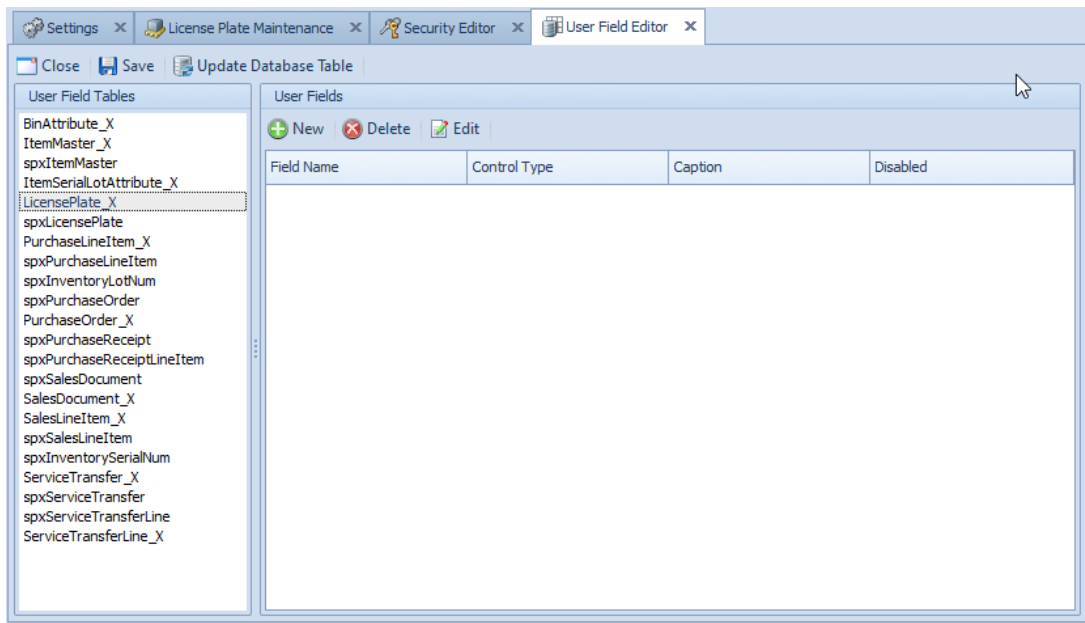 Settings License Plate Maintenance Security Editor User Field Editor
Close Save Update Database Table
User Field Tables
BinAttribute_X
ItemMaster_X
spxItemMaster
ItemSerialLotAttribute_X
LicensePlate_X
spxLicensePlate
PurchaseLineItem_X
spxPurchaseLineItem
spxInventoryLotNum
spxPurchaseOrder
PurchaseOrder_X
spxPurchaseReceipt
spxPurchaseReceiptLineItem
spxSalesDocument
SalesDocument_X
SalesLineItem_X
spxSalesLineItem
spxInventorySerialNum
ServiceTransfer_X
spxServiceTransfer
spxServiceTransferLine
ServiceTransferLine_X
User Fields
New Delete Edit
Field Name Control Type Caption Disabled